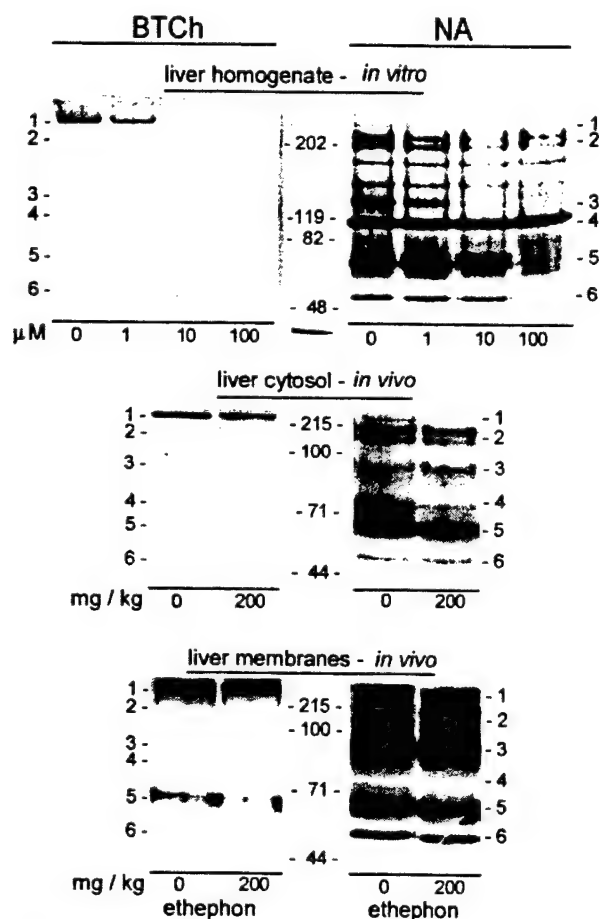 BTCh NA
liver homogenate - in vitro
1 - - 1
2 - - 202 - - 2
3 - - 3
4 - - 119 - - 4
- 82 -
5 - - 5
6 - - 6
- 48 -
µM 0 1 10 100 0 1 10 100
liver cytosol - in vivo
1 - - 215 - - 1
2 - - 2
- 100 -
3 - - 3
4 - - 4
- 71 -
5 - - 5
6 - - 6
- 44 -
mg / kg 0 200 0 200
liver membranes - in vivo
1 - - 1
2 - - 215 - - 2
- 100 -
3 - - 3
4 - - 4
- 71 -
5 - - 5
6 - - 6
- 44 -
mg / kg 0 200 0 200
ethephon ethephon